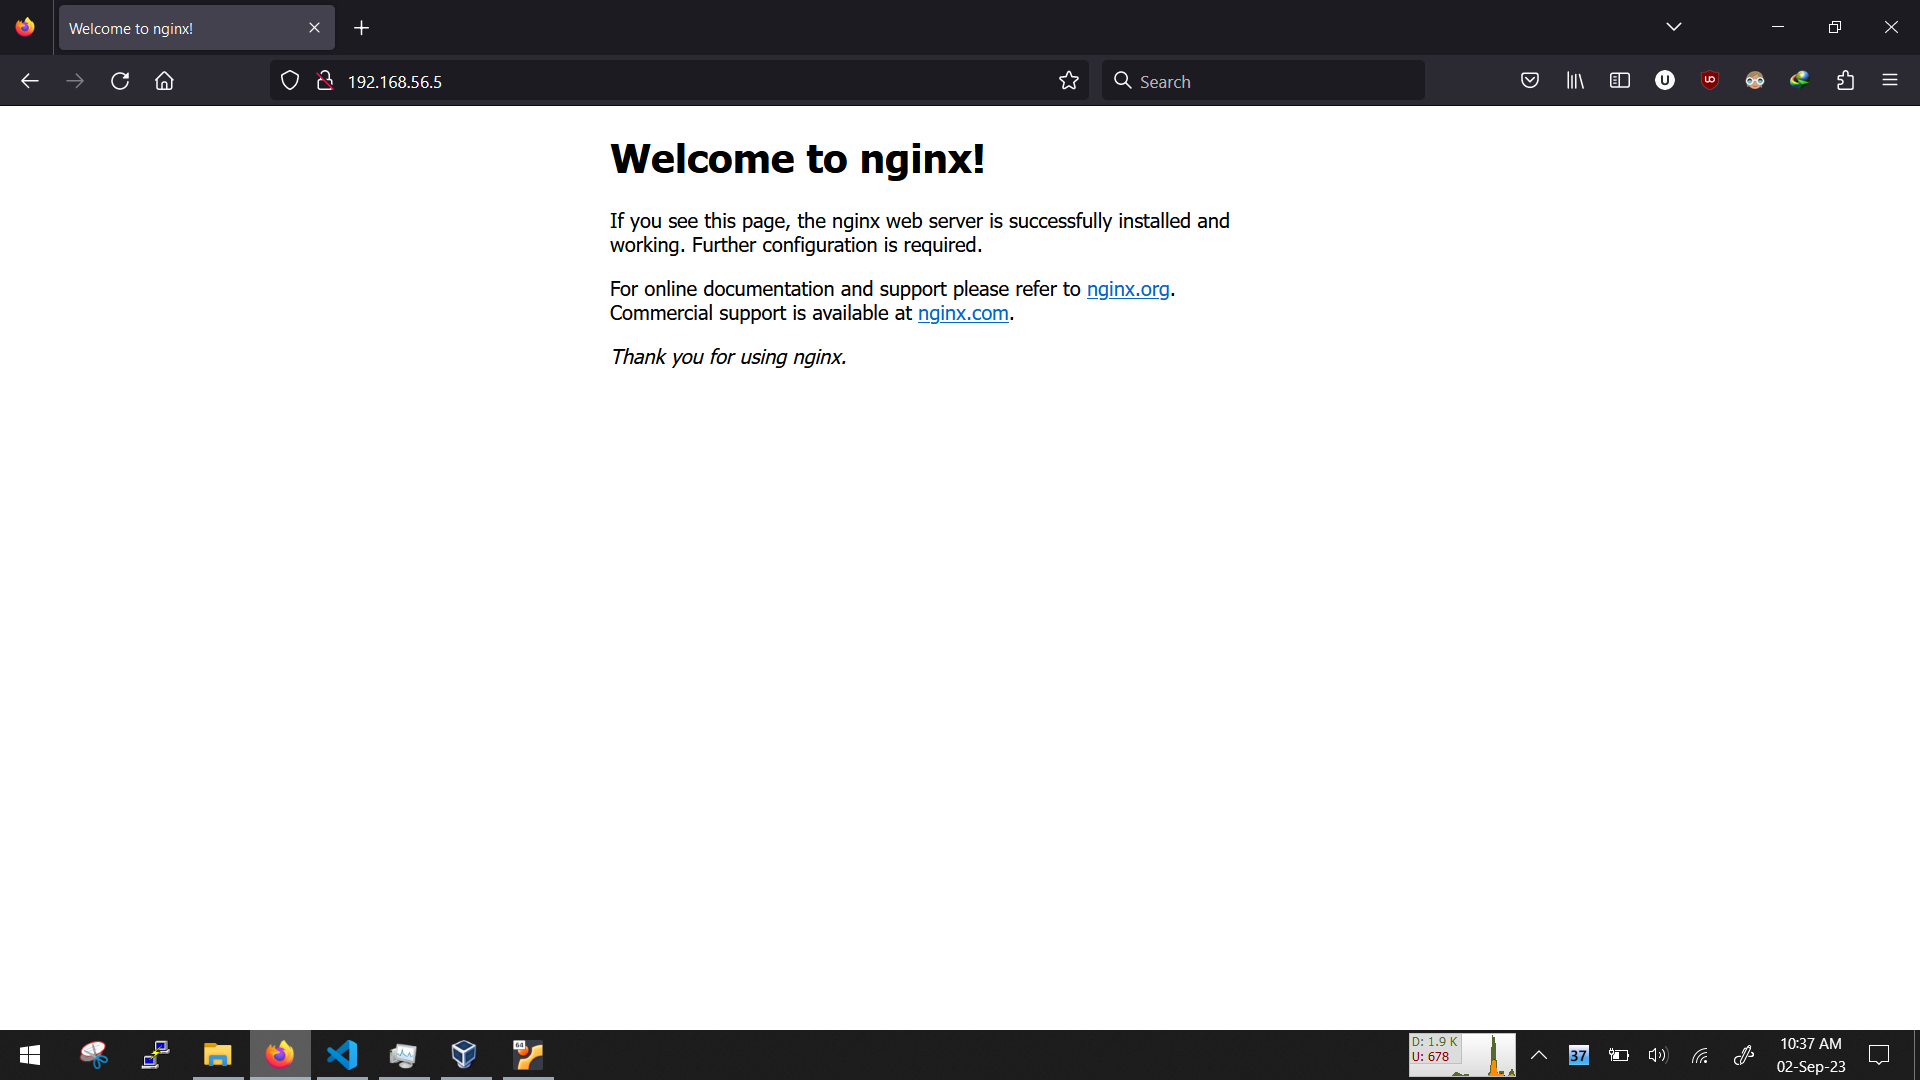 Welcome to nginx!
192.168.56.5
Search
Welcome to nginx!
If you see this page, the nginx web server is successfully installed and
working. Further configuration is required.
For online documentation and support please refer to nginx.org.
Commercial support is available at nginx.com.
Thank you for using nginx.
D: 1.9 K
U: 678
64
37
10:37 AM
02-Sep-23